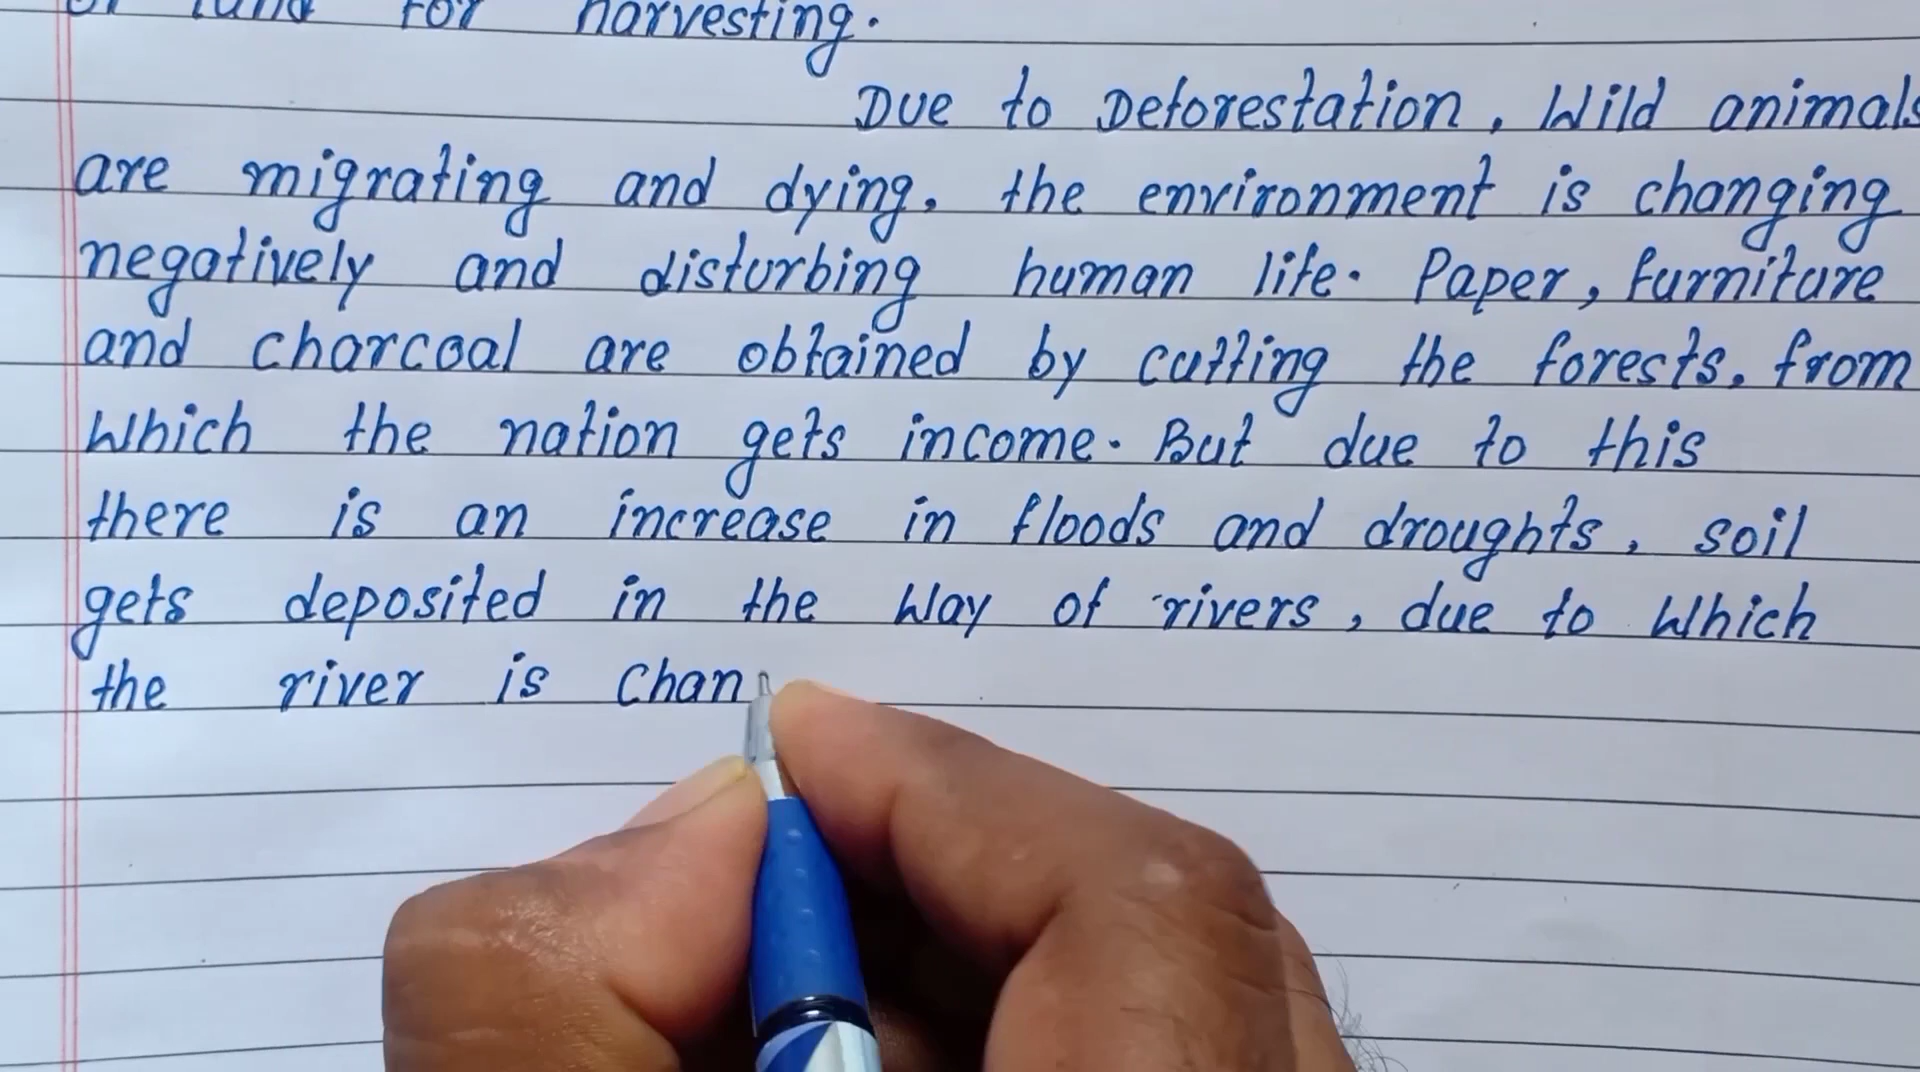 of land for harvesting.
Due to Deforestation, Wild animals
are migrating and dying, the environment is changing
negatively and disturbing human life. Paper, furniture
and charcoal are obtained by cutting the forests, from
which the nation gets income. But due to this
there is an increase in floods and droughts, soil
gets deposited in the way of rivers, due to which
the river is chan